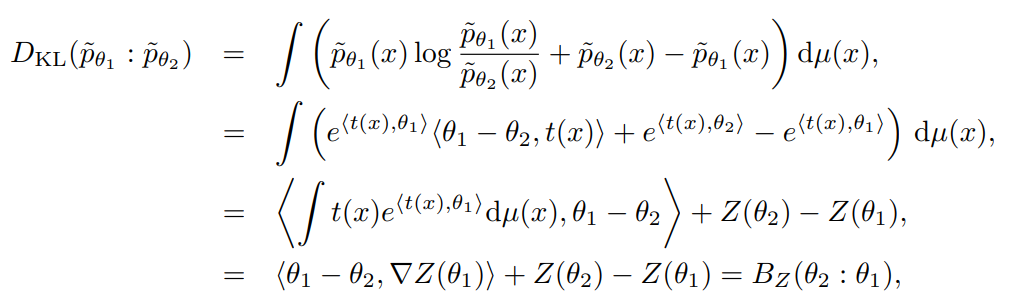 D_KL(p̃_θ₁ : p̃_θ₂) = ∫ ( p̃_θ₁(x) log p̃_θ₁(x)/p̃_θ₂(x) + p̃_θ₂(x) − p̃_θ₁(x) ) dμ(x),
= ∫ ( e^{⟨t(x),θ₁⟩} ⟨θ₁ − θ₂, t(x)⟩ + e^{⟨t(x),θ₂⟩} − e^{⟨t(x),θ₁⟩} ) dμ(x),
= ⟨ ∫ t(x)e^{⟨t(x),θ₁⟩} dμ(x), θ₁ − θ₂ ⟩ + Z(θ₂) − Z(θ₁),
= ⟨θ₁ − θ₂, ∇Z(θ₁)⟩ + Z(θ₂) − Z(θ₁) = B_Z(θ₂ : θ₁),